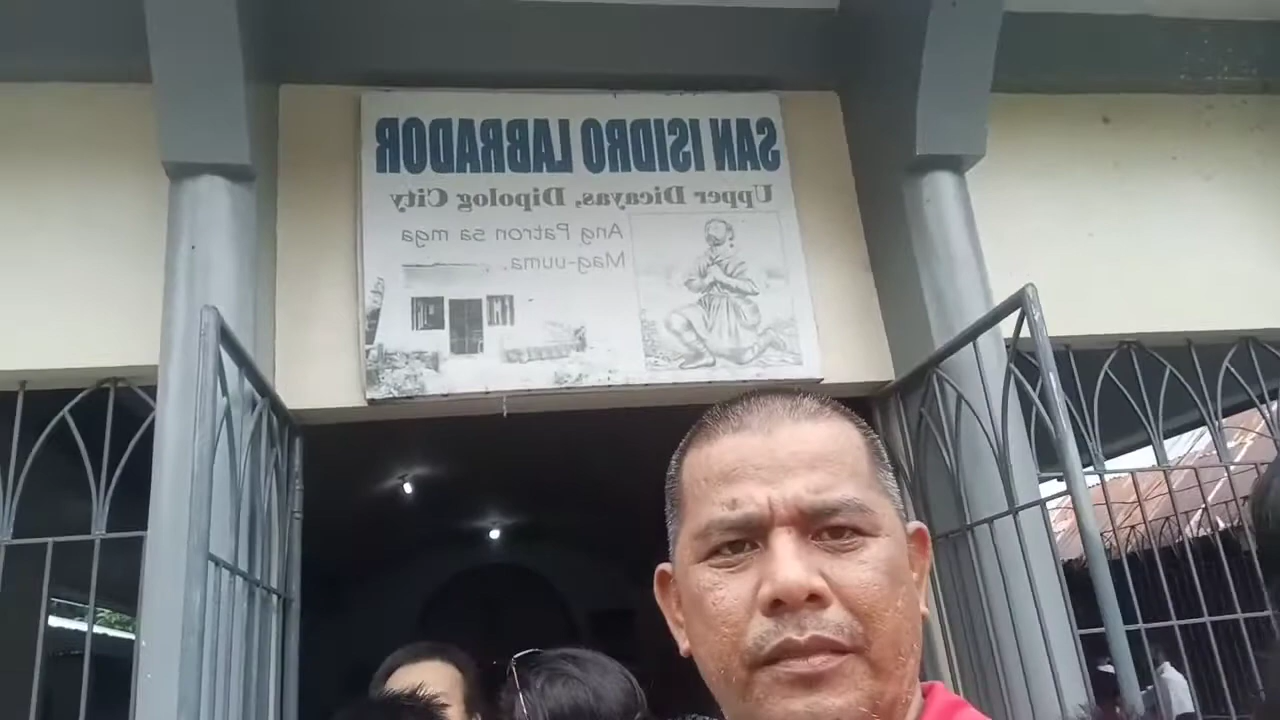 SAN ISIDRO LABRADOR
Upper Dicayas, Dipolog City
Ang Patron sa mga
Mag-uuma.